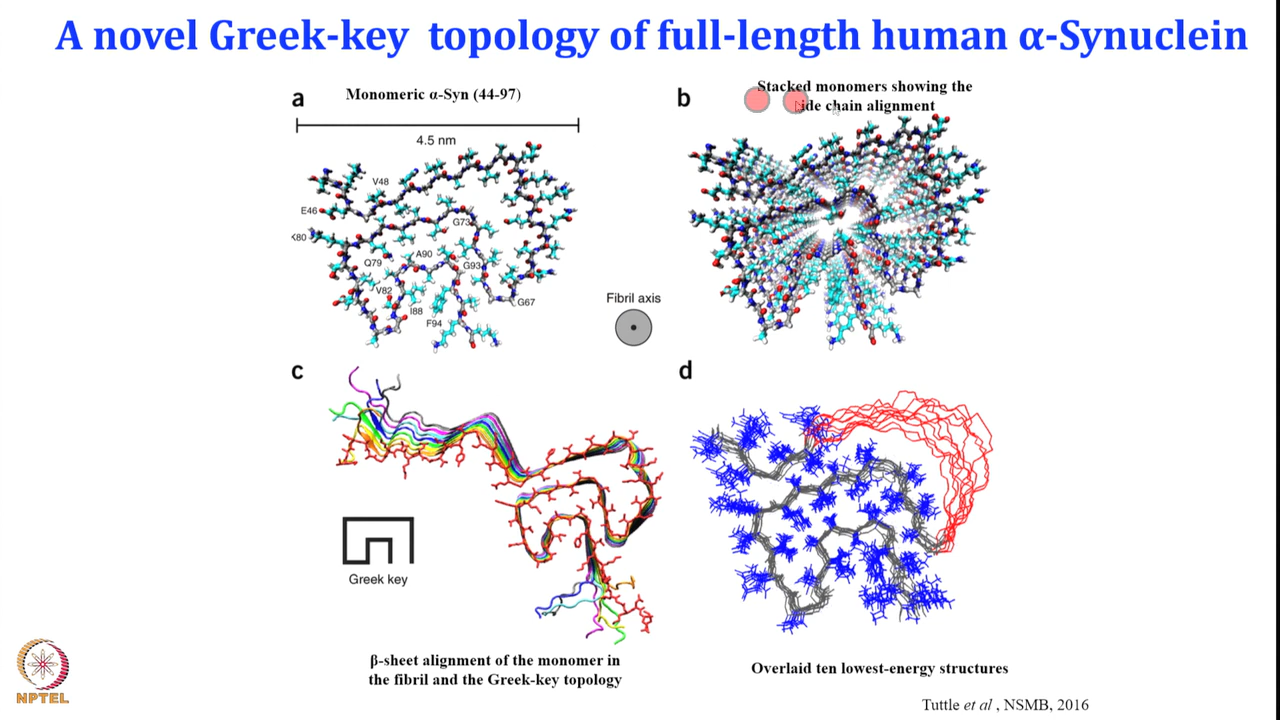 A novel Greek-key topology of full-length human α-Synuclein
a
Monomeric α-Syn (44-97)
4.5 nm
V48
E46
K80
G73
Q79
A90
G93
V82
I88
G67
F94
b
Stacked monomers showing the
side chain alignment
Fibril axis
c
Greek key
β-sheet alignment of the monomer in
the fibril and the Greek-key topology
d
Overlaid ten lowest-energy structures
NPTEL
Tuttle et al , NSMB, 2016